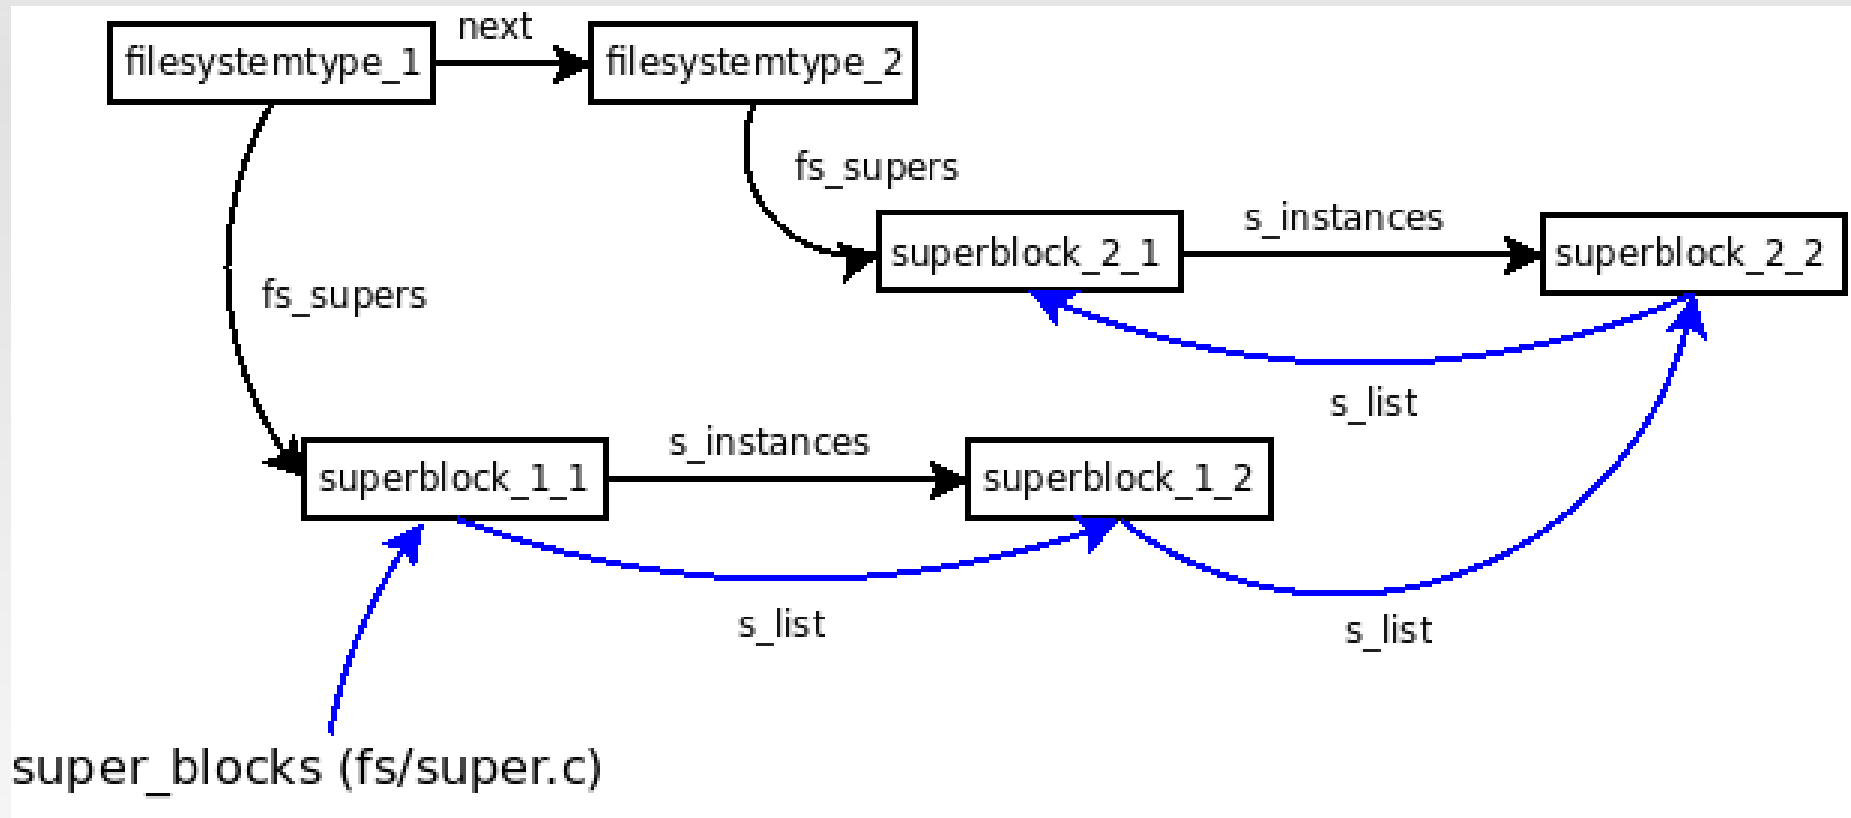 next
filesystemtype_1
filesystemtype_2
fs_supers
s_instances
superblock_2_1
superblock_2_2
fs_supers
s_list
s_instances
superblock_1_1
superblock_1_2
s_list
s_list
super_blocks (fs/super.c)